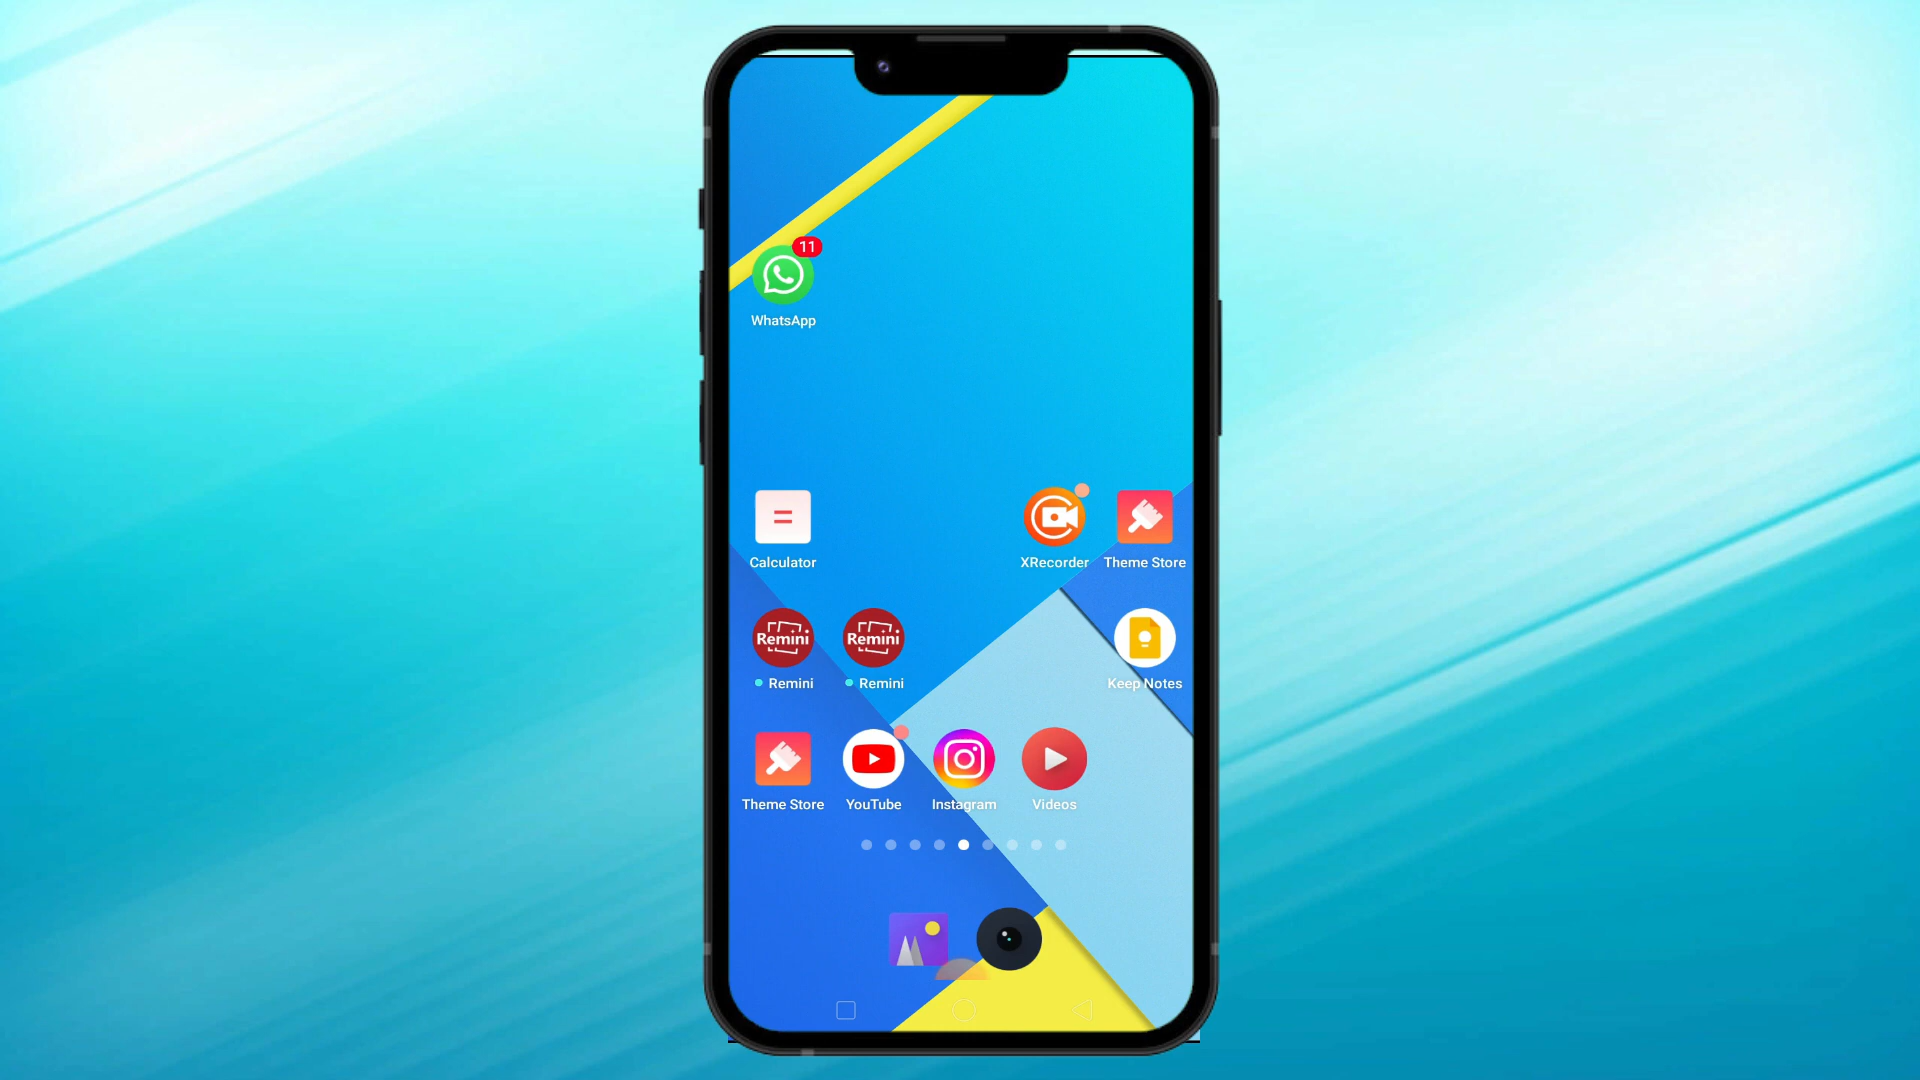 11
WhatsApp
Calculator
XRecorder
Theme Store
Remini
Remini
Remini
Remini
Keep Notes
Theme Store
YouTube
Instagram
Videos